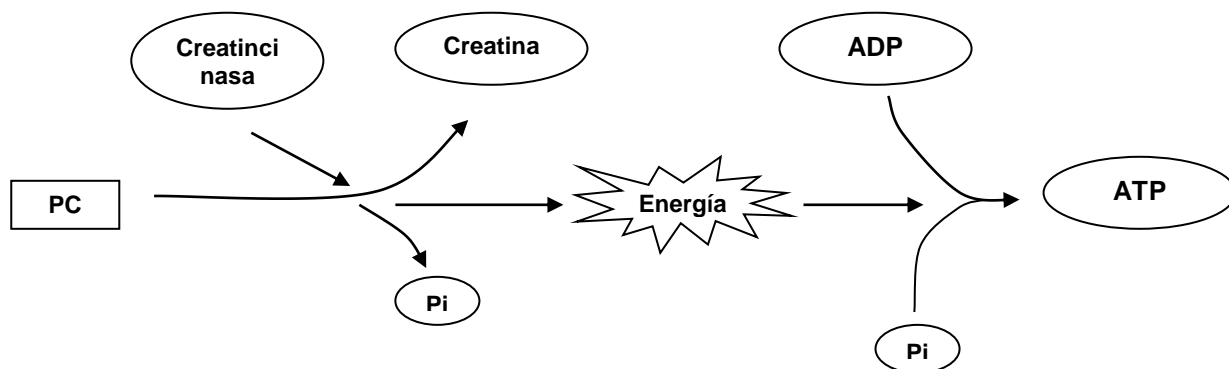 Creatinci
nasa
Creatina
ADP
PC
Energía
ATP
Pi
Pi